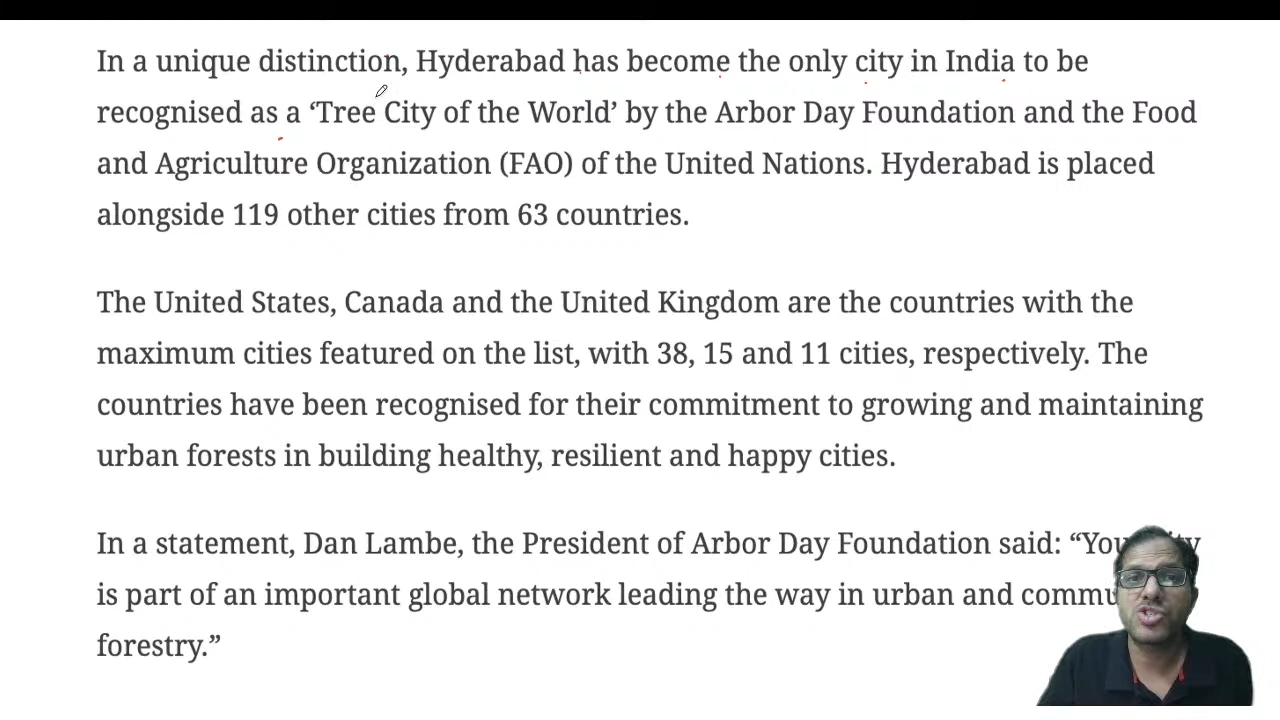 In a unique distinction, Hyderabad has become the only city in India to be
recognised as a ‘Tree City of the World’ by the Arbor Day Foundation and the Food
and Agriculture Organization (FAO) of the United Nations. Hyderabad is placed
alongside 119 other cities from 63 countries.
The United States, Canada and the United Kingdom are the countries with the
maximum cities featured on the list, with 38, 15 and 11 cities, respectively. The
countries have been recognised for their commitment to growing and maintaining
urban forests in building healthy, resilient and happy cities.
In a statement, Dan Lambe, the President of Arbor Day Foundation said:
is part of an important global network leading the way in urban and
forestry.”